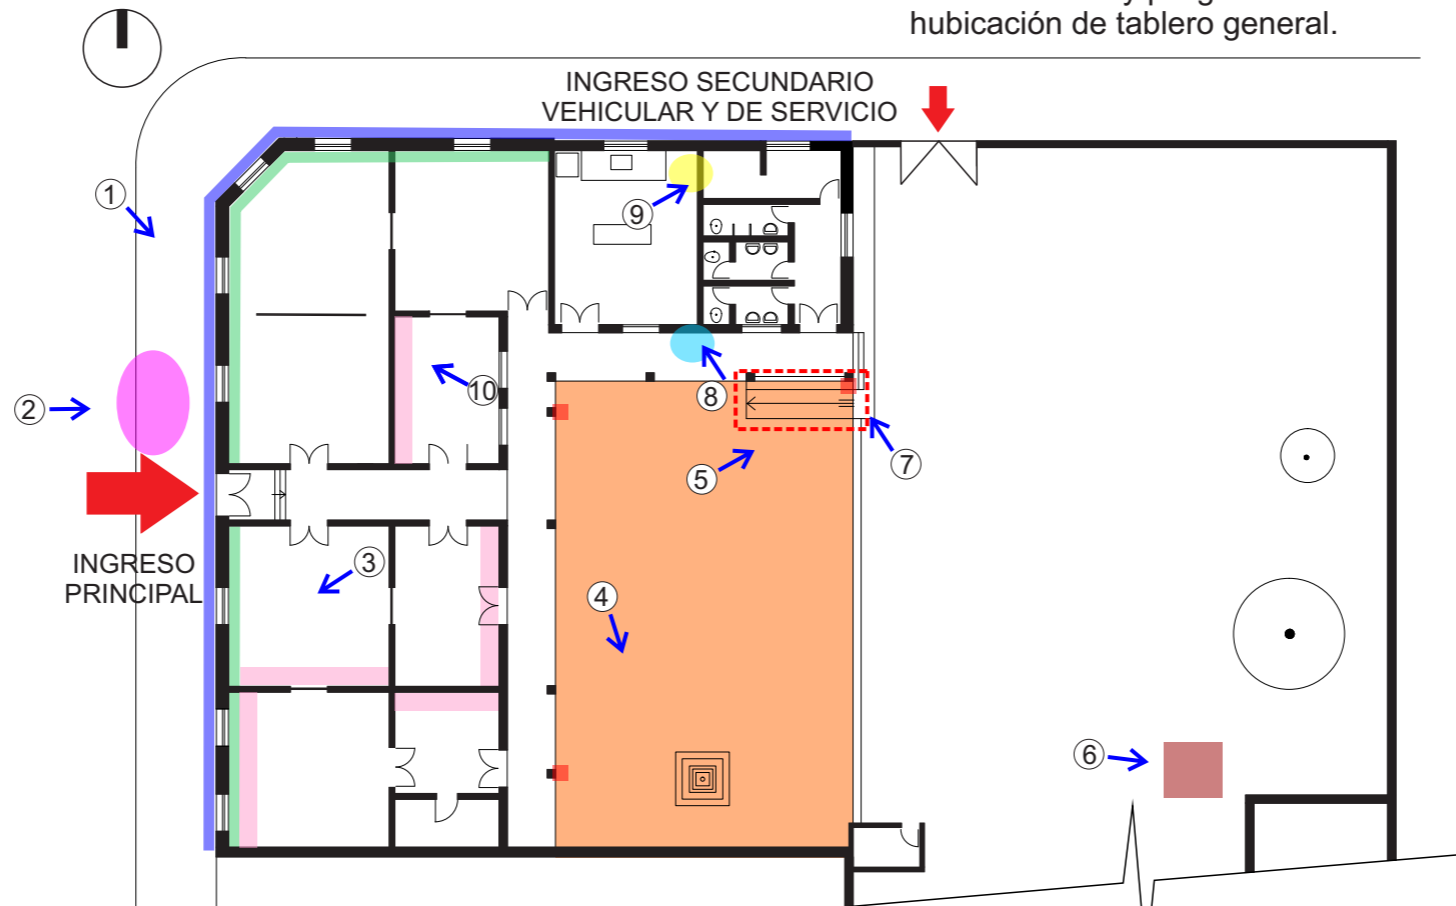 hubicación de tablero general.
INGRESO SECUNDARIO
VEHICULAR Y DE SERVICIO
1
9
2
10
8
7
5
3
INGRESO
PRINCIPAL
4
6